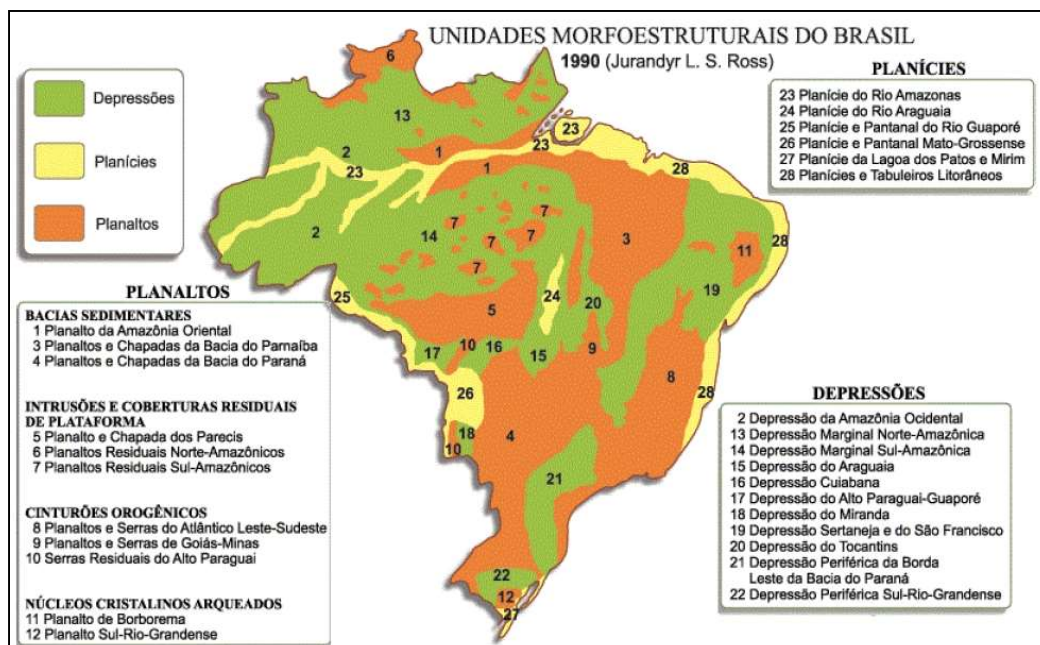 UNIDADES MORFOESTRUTURAIS DO BRASIL
1990 (Jurandyr L. S. Ross)
Depressões
Planícies
Planaltos
PLANÍCIES
23 Planície do Rio Amazonas
24 Planície do Rio Araguaia
25 Planície e Pantanal do Rio Guaporé
26 Planície e Pantanal Mato-Grossense
27 Planície da Lagoa dos Patos e Mirim
28 Planícies e Tabuleiros Litorâneos
PLANALTOS
BACIAS SEDIMENTARES
1 Planalto da Amazônia Oriental
3 Planaltos e Chapadas da Bacia do Parnaíba
4 Planaltos e Chapadas da Bacia do Paraná
INTRUSÕES E COBERTURAS RESIDUAIS
DE PLATAFORMA
5 Planalto e Chapada dos Parecis
6 Planaltos Residuais Norte-Amazônicos
7 Planaltos Residuais Sul-Amazônicos
CINTURÕES OROGÊNICOS
8 Planaltos e Serras do Atlântico Leste-Sudeste
9 Planaltos e Serras de Goiás-Minas
10 Serras Residuais do Alto Paraguai
NÚCLEOS CRISTALINOS ARQUEADOS
11 Planalto de Borborema
12 Planalto Sul-Rio-Grandense
DEPRESSÕES
2 Depressão da Amazônia Ocidental
13 Depressão Marginal Norte-Amazônica
14 Depressão Marginal Sul-Amazônica
15 Depressão do Araguaia
16 Depressão Cuiabana
17 Depressão do Alto Paraguai-Guaporé
18 Depressão do Miranda
19 Depressão Sertaneja e do São Francisco
20 Depressão do Tocantins
21 Depressão Periférica da Borda
Leste da Bacia do Paraná
22 Depressão Periférica Sul-Rio-Grandense
6
13
23
2
1
23
28
23
1
7
7
2
14
7
7
3
11
28
7
19
25
5
24
20
17
10
16
15
9
26
8
28
18
4
10
21
22
12
27